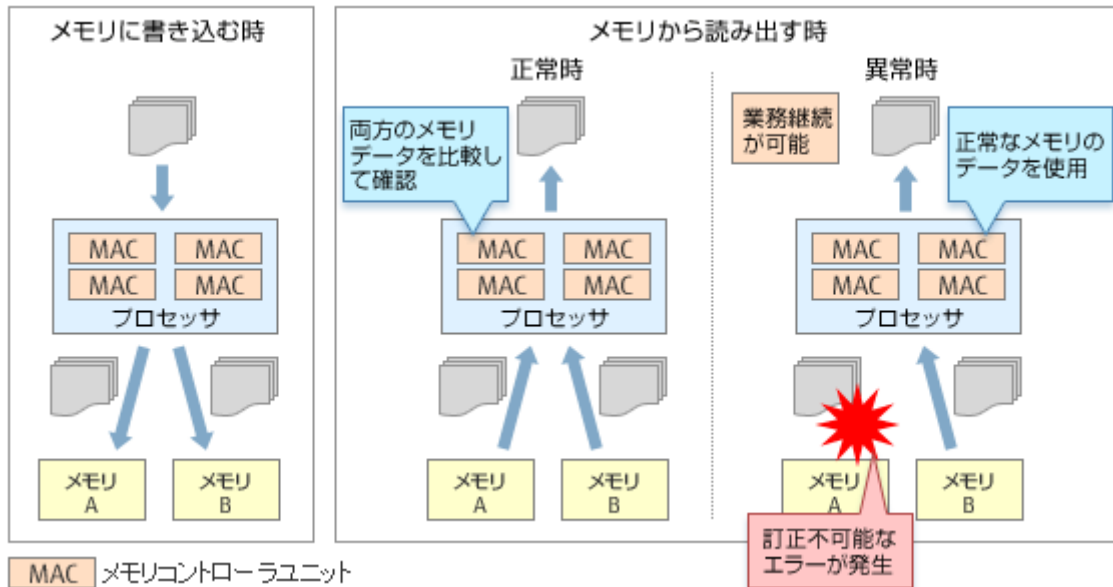 メモリに書き込む時
MAC
MAC
MAC
MAC
プロセッサ
メモリ
A
メモリ
B
メモリから読み出す時
正常時
両方のメモリ
データを比較し
て確認
MAC
MAC
MAC
MAC
プロセッサ
メモリ
A
メモリ
B
異常時
業務継続
が可能
正常なメモリの
データを使用
MAC
MAC
MAC
MAC
プロセッサ
メモリ
A
メモリ
B
訂正不可能な
エラーが発生
MAC メモリコントローラユニット